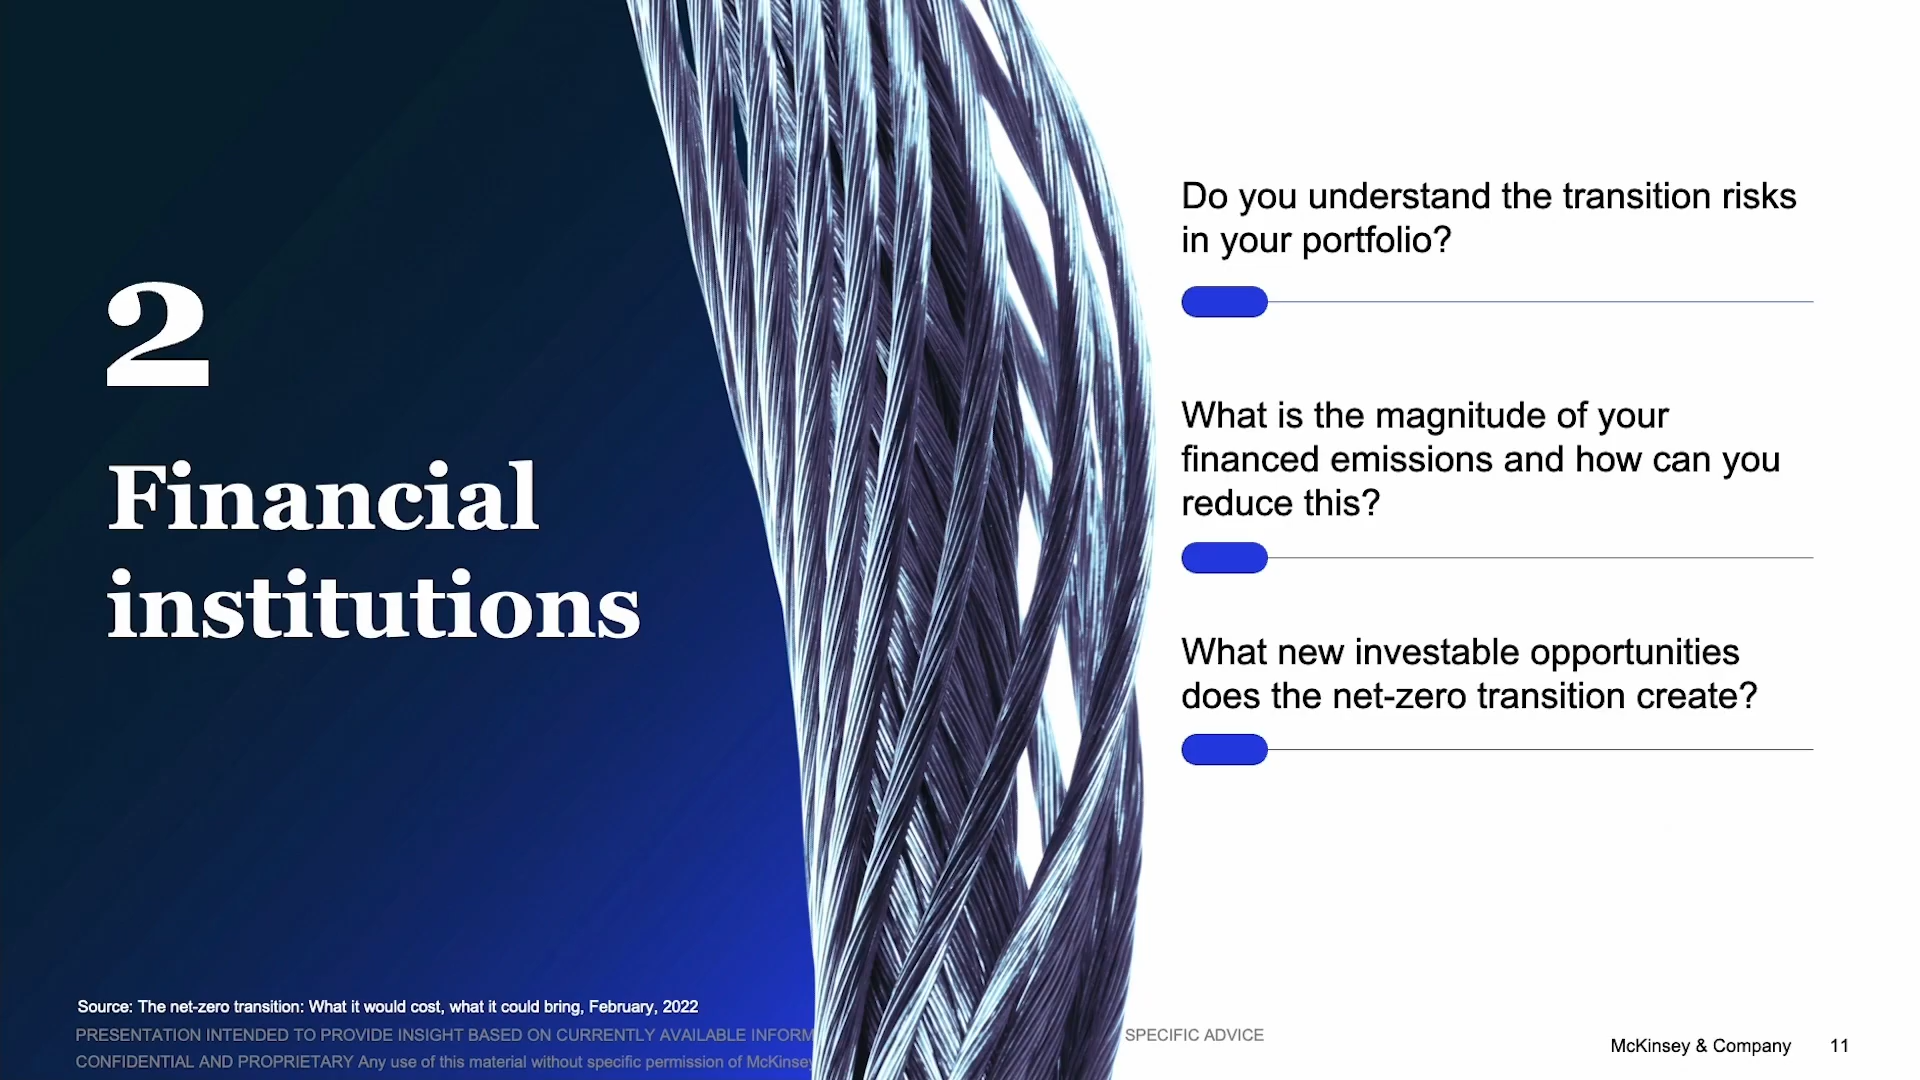 2
Financial
institutions
Do you understand the transition risks
in your portfolio?
What is the magnitude of your
financed emissions and how can you
reduce this?
What new investable opportunities
does the net-zero transition create?
Source: The net-zero transition: What it would cost, what it could bring, February, 2022
PRESENTATION INTENDED TO PROVIDE INSIGHT BASED ON CURRENTLY AVAILABLE INFORM
SPECIFIC ADVICE
CONFIDENTIAL AND PROPRIETARY Any use of this material without specific permission of McKinsey
McKinsey & Company 11